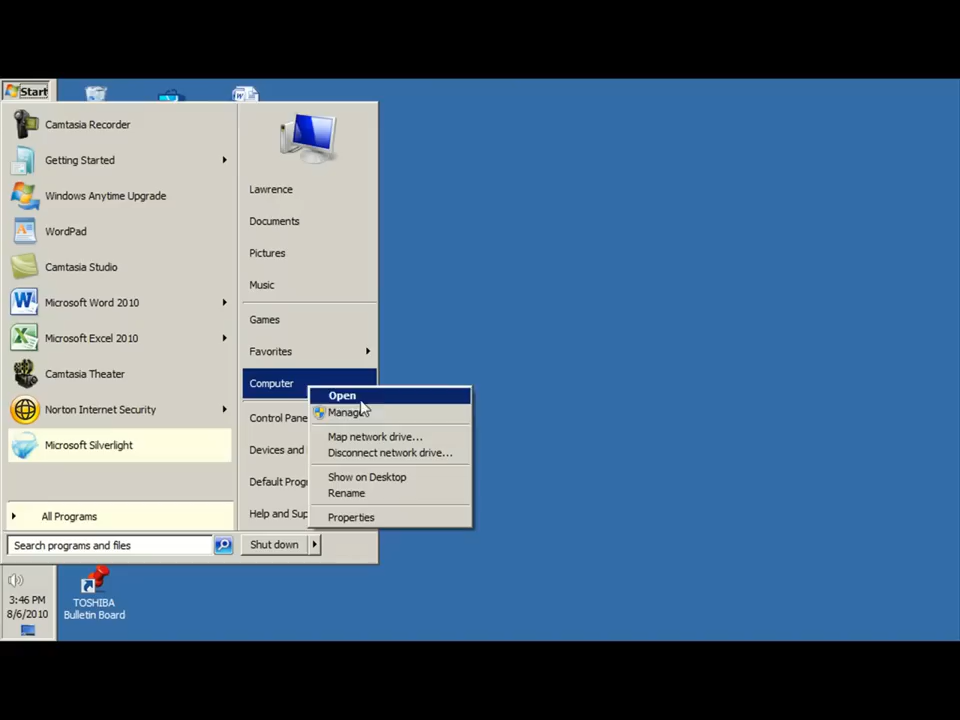 Start
Camtasia Recorder
Getting Started
Windows Anytime Upgrade
WordPad
Camtasia Studio
Microsoft Word 2010
Microsoft Excel 2010
Camtasia Theater
Norton Internet Security
Microsoft Silverlight
All Programs
Search programs and files
Lawrence
Documents
Pictures
Music
Games
Favorites
Computer
Control Pane
Devices and
Default Prog
Help and Sup
Shut down
Open
Manage
Map network drive...
Disconnect network drive...
Show on Desktop
Rename
Properties
3:46 PM
8/6/2010
TOSHIBA
Bulletin Board